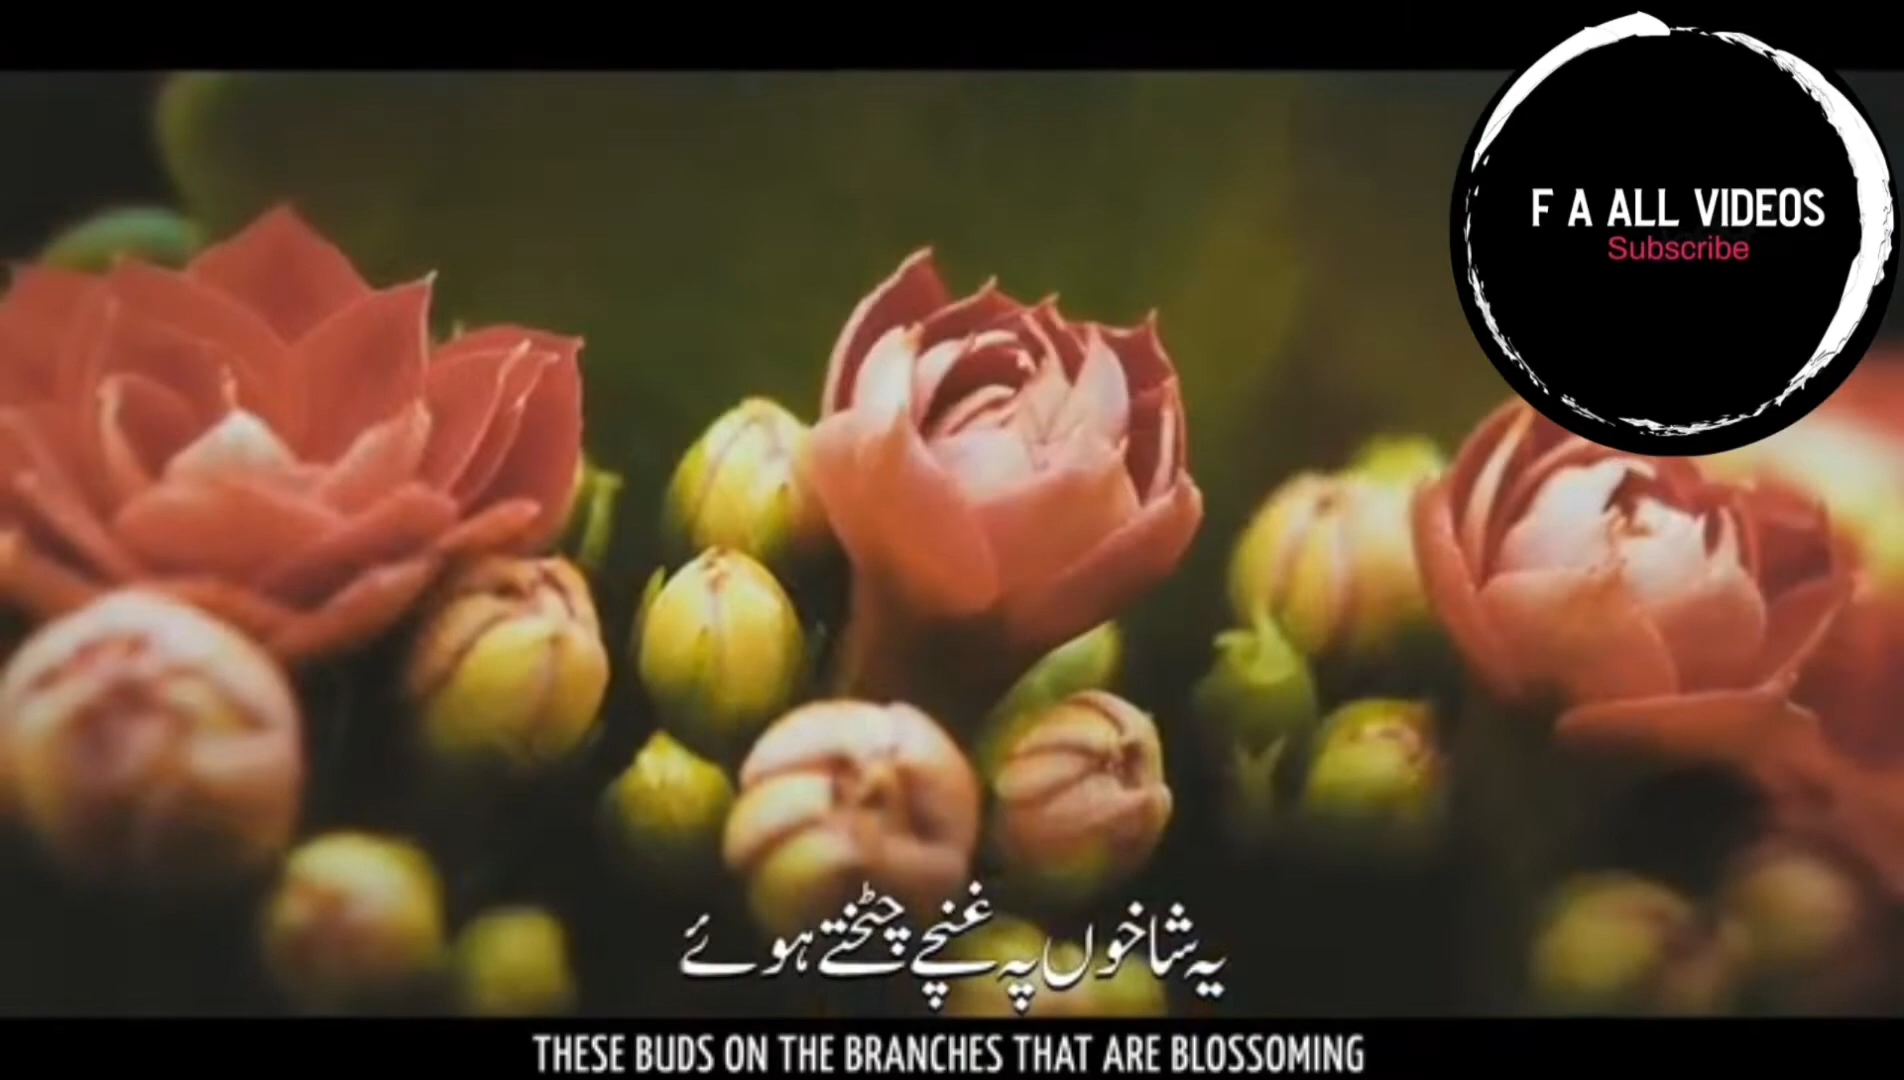 F A ALL VIDEOS
Subscribe
یہ شاخوں پہ غنچے چٹختے ہوئے
THESE BUDS ON THE BRANCHES THAT ARE BLOSSOMING